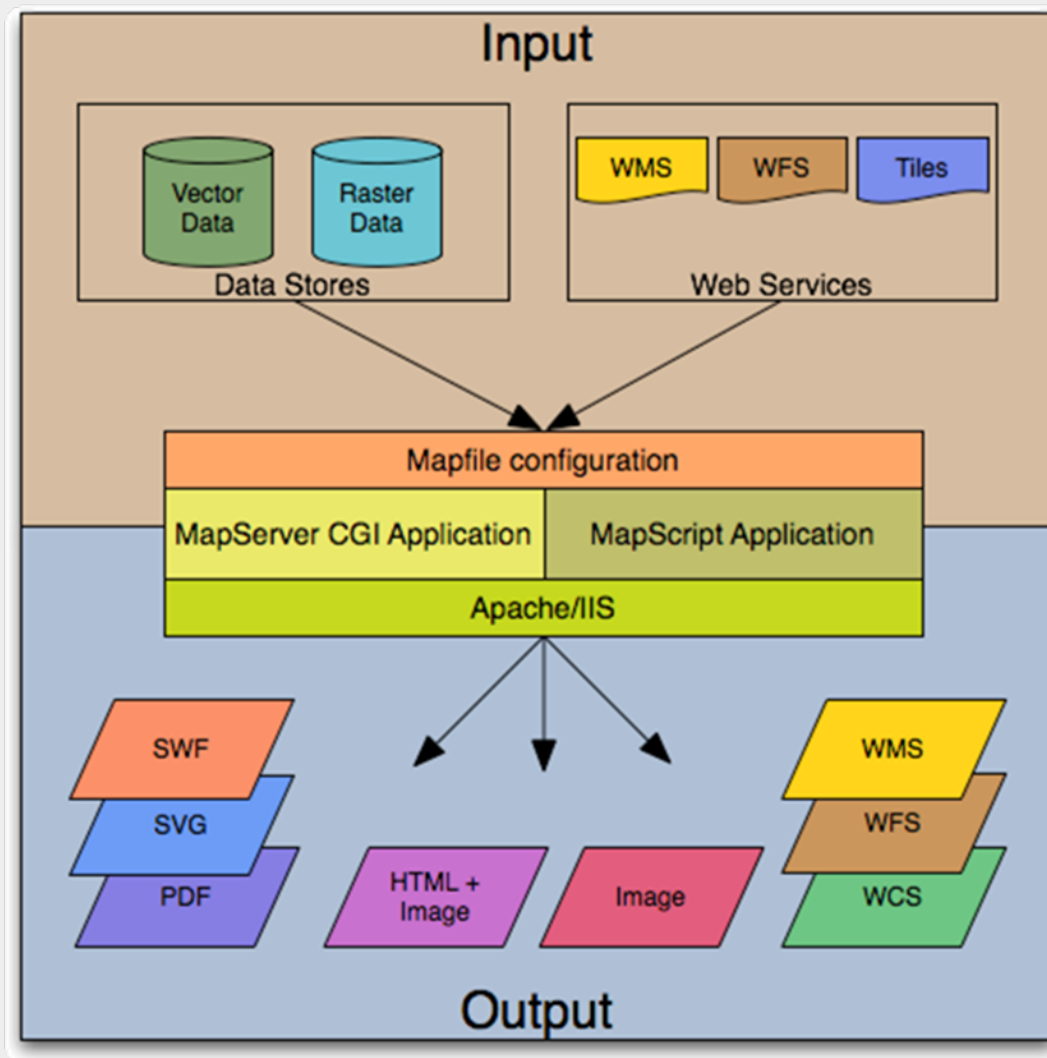 Input
Vector
Data
Raster
Data
Data Stores
WMS
WFS
Tiles
Web Services
Mapfile configuration
MapServer CGI Application
MapScript Application
Apache/IIS
SWF
SVG
PDF
HTML +
Image
Image
WMS
WFS
WCS
Output